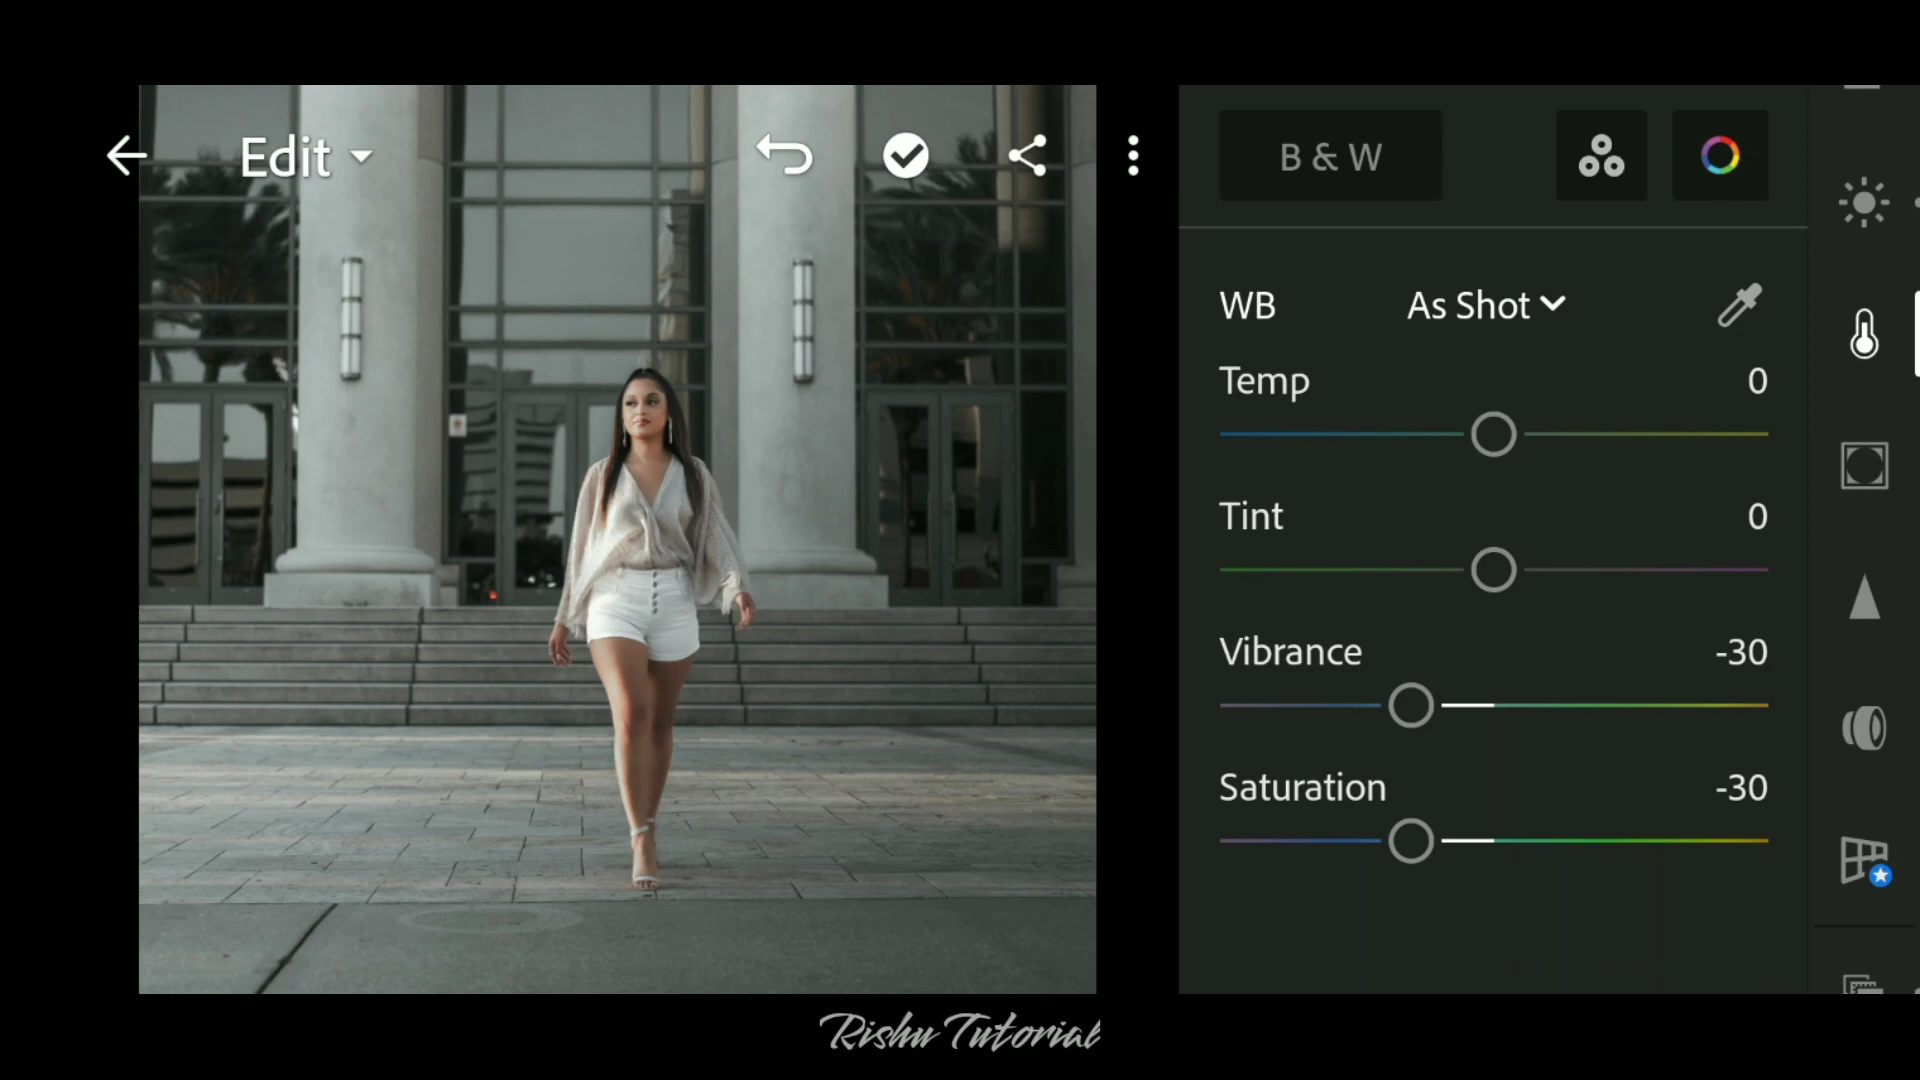 Edit
B & W
WB As Shot
Temp 0
Tint 0
Vibrance -30
Saturation -30
Rishu Tutorial